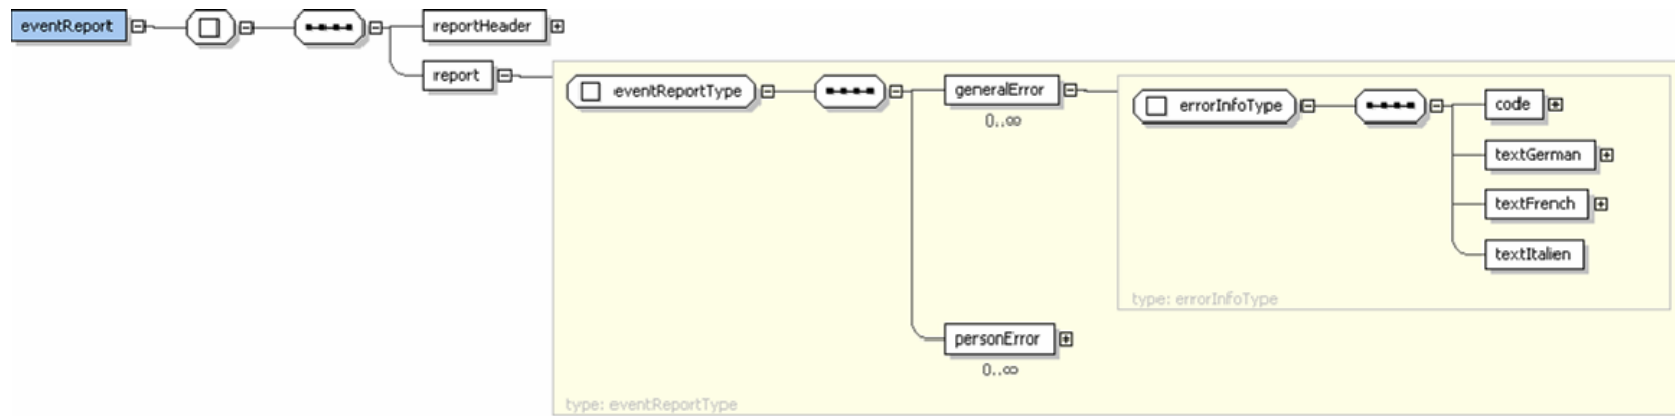 eventReport
reportHeader
report
eventReportType
generalError
0..∞
errorInfoType
code
textGerman
textFrench
textItalien
type: errorInfoType
personError
0..∞
type: eventReportType